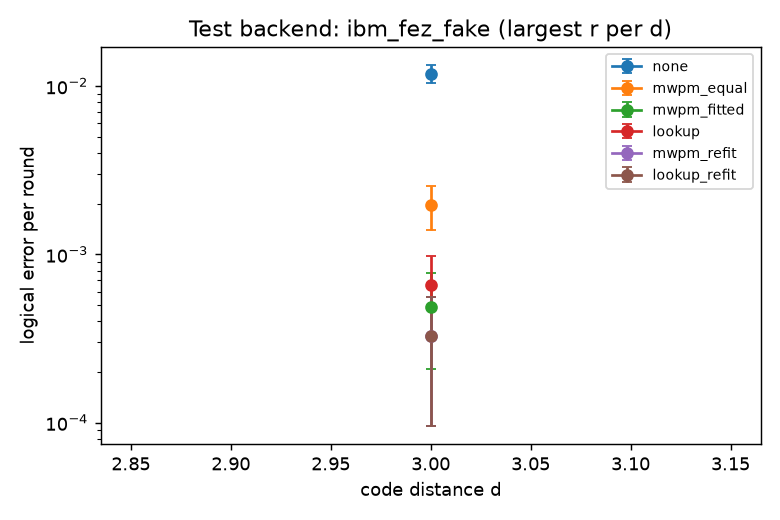 Test backend: ibm_fez_fake (largest r per d)
none
mwpm_equal
mwpm_fitted
lookup
mwpm_refit
lookup_refit
logical error per round
10⁻²
10⁻³
10⁻⁴
2.85 2.90 2.95 3.00 3.05 3.10 3.15
code distance d